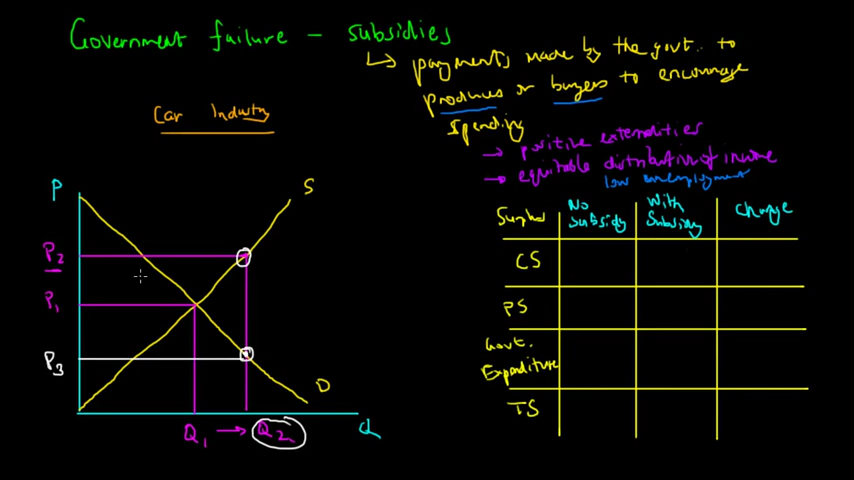 Government failure - subsidies
↳ payments made by the govt. to
produces or buyers to encourage
spending
→ positive externalities
→ equitable distribution of income
low unemployment
Car Industry
P
S
P2
P1
P3
D
Q1 → Q2
Q
Surplus
No Subsidy
With Subsidy
Change
CS
PS
Govt. Expenditure
TS